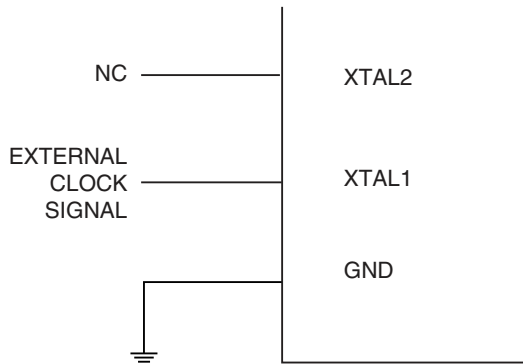 NC
XTAL2
EXTERNAL
CLOCK
SIGNAL
XTAL1
GND